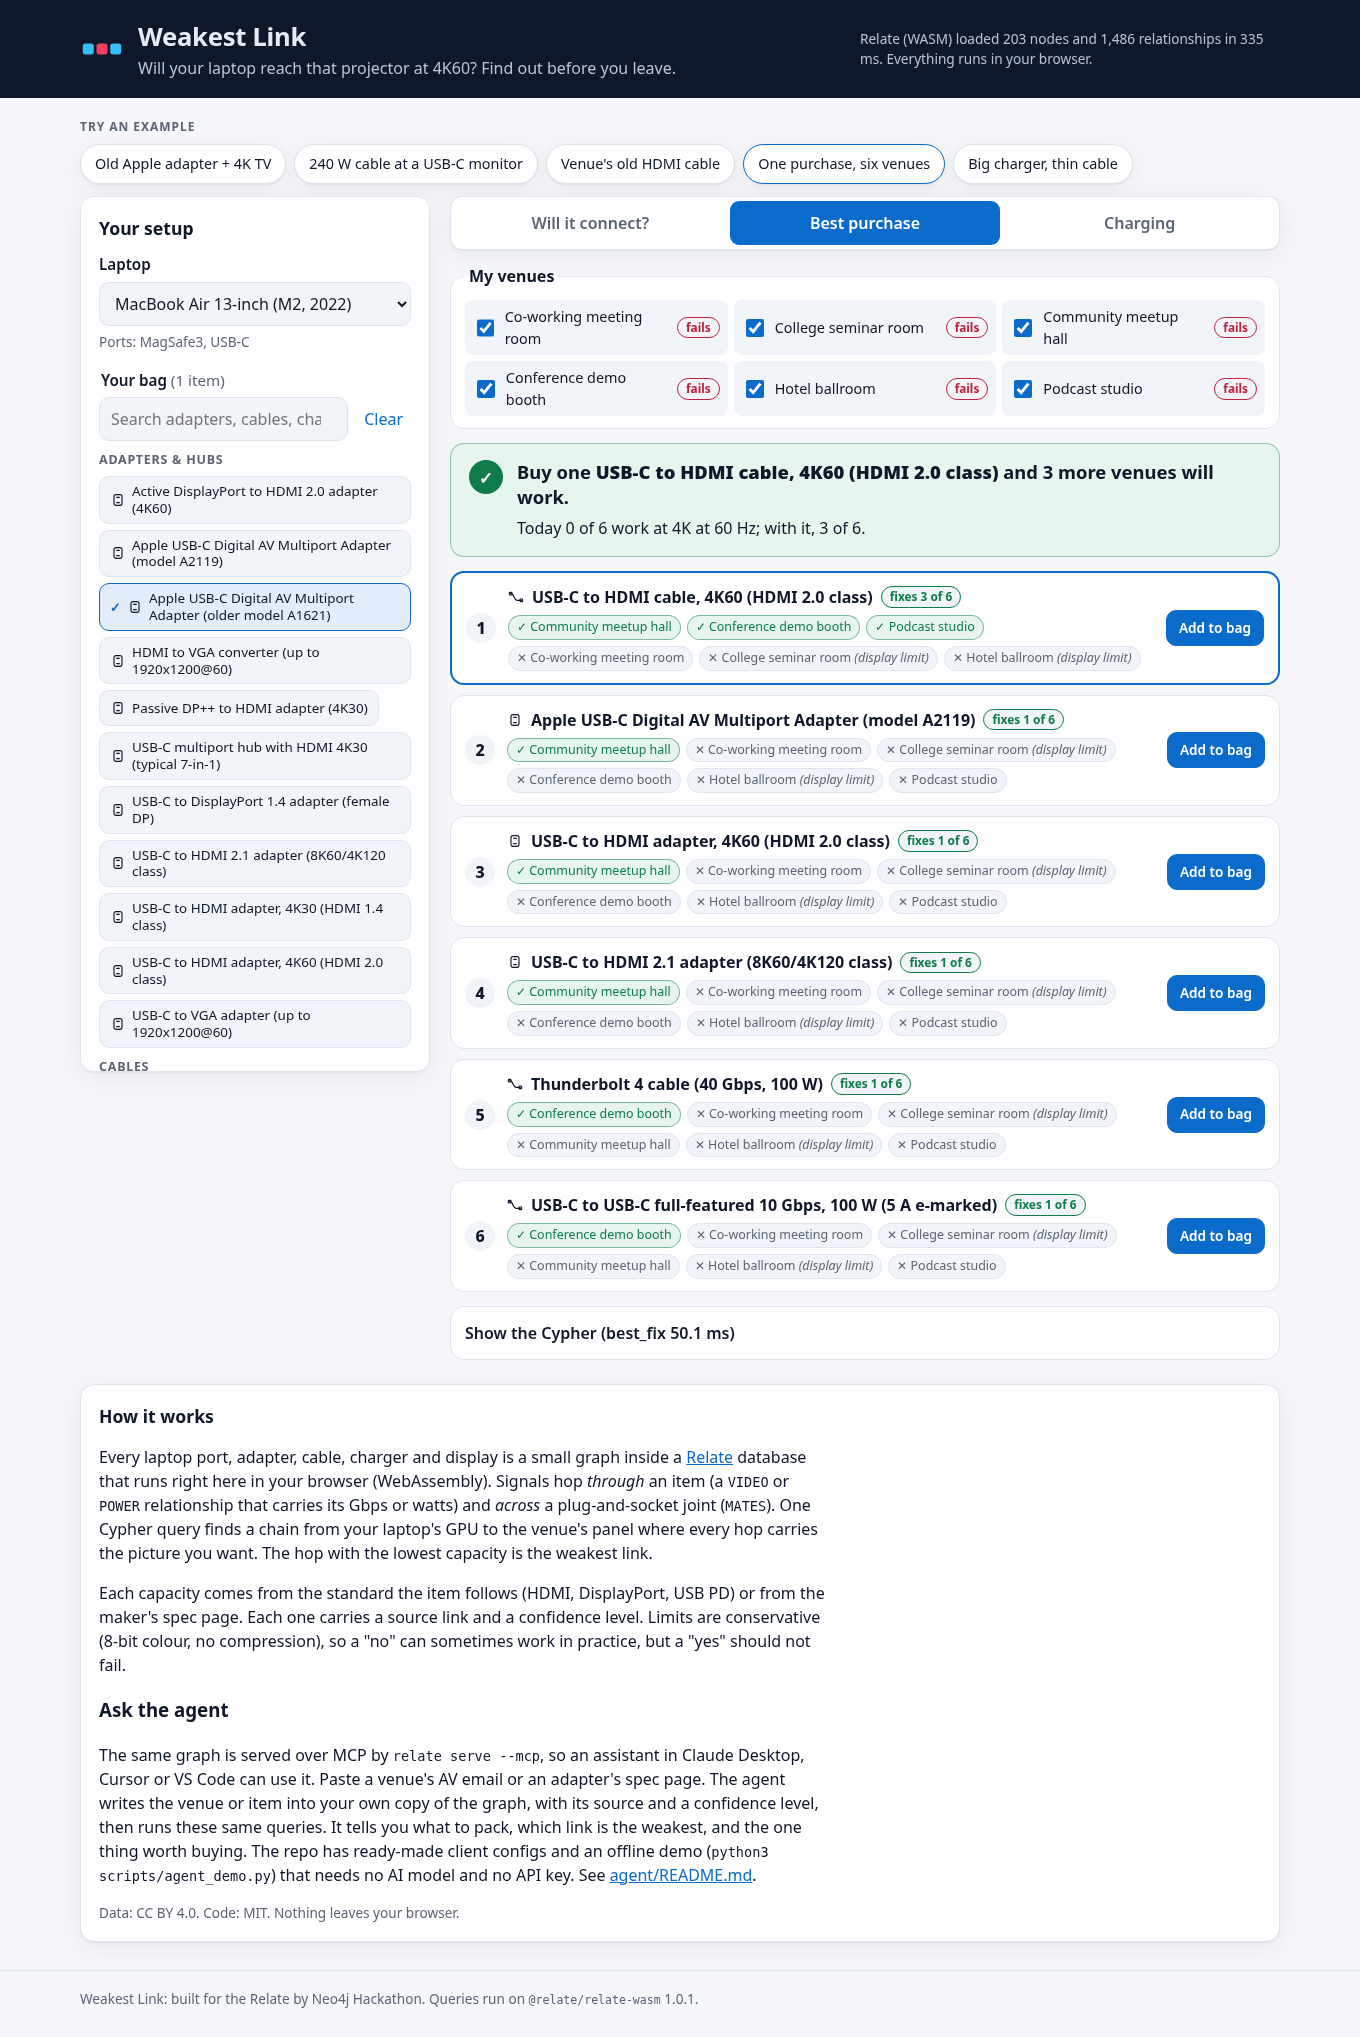 Weakest Link
Will your laptop reach that projector at 4K60? Find out before you leave.
Relate (WASM) loaded 203 nodes and 1,486 relationships in 335
ms. Everything runs in your browser.
TRY AN EXAMPLE
Old Apple adapter + 4K TV
240 W cable at a USB-C monitor
Venue's old HDMI cable
One purchase, six venues
Big charger, thin cable
Your setup
Laptop
MacBook Air 13-inch (M2, 2022)
Ports: MagSafe3, USB-C
Your bag (1 item)
Search adapters, cables, cha
Clear
ADAPTERS & HUBS
Active DisplayPort to HDMI 2.0 adapter
(4K60)
Apple USB-C Digital AV Multiport Adapter
(model A2119)
✓ Apple USB-C Digital AV Multiport
Adapter (older model A1621)
HDMI to VGA converter (up to
1920x1200@60)
Passive DP++ to HDMI adapter (4K30)
USB-C multiport hub with HDMI 4K30
(typical 7-in-1)
USB-C to DisplayPort 1.4 adapter (female
DP)
USB-C to HDMI 2.1 adapter (8K60/4K120
class)
USB-C to HDMI adapter, 4K30 (HDMI 1.4
class)
USB-C to HDMI adapter, 4K60 (HDMI 2.0
class)
USB-C to VGA adapter (up to
1920x1200@60)
CABLES
Will it connect?
Best purchase
Charging
My venues
Co-working meeting
room
fails
College seminar room
fails
Community meetup
hall
fails
Conference demo
booth
fails
Hotel ballroom
fails
Podcast studio
fails
✓
Buy one USB-C to HDMI cable, 4K60 (HDMI 2.0 class) and 3 more venues will
work.
Today 0 of 6 work at 4K at 60 Hz; with it, 3 of 6.
1
USB-C to HDMI cable, 4K60 (HDMI 2.0 class) fixes 3 of 6
✓ Community meetup hall ✓ Conference demo booth ✓ Podcast studio
✕ Co-working meeting room ✕ College seminar room (display limit) ✕ Hotel ballroom (display limit)
Add to bag
2
Apple USB-C Digital AV Multiport Adapter (model A2119) fixes 1 of 6
✓ Community meetup hall ✕ Co-working meeting room ✕ College seminar room (display limit)
✕ Conference demo booth ✕ Hotel ballroom (display limit) ✕ Podcast studio
Add to bag
3
USB-C to HDMI adapter, 4K60 (HDMI 2.0 class) fixes 1 of 6
✓ Community meetup hall ✕ Co-working meeting room ✕ College seminar room (display limit)
✕ Conference demo booth ✕ Hotel ballroom (display limit) ✕ Podcast studio
Add to bag
4
USB-C to HDMI 2.1 adapter (8K60/4K120 class) fixes 1 of 6
✓ Community meetup hall ✕ Co-working meeting room ✕ College seminar room (display limit)
✕ Conference demo booth ✕ Hotel ballroom (display limit) ✕ Podcast studio
Add to bag
5
Thunderbolt 4 cable (40 Gbps, 100 W) fixes 1 of 6
✓ Conference demo booth ✕ Co-working meeting room ✕ College seminar room (display limit)
✕ Community meetup hall ✕ Hotel ballroom (display limit) ✕ Podcast studio
Add to bag
6
USB-C to USB-C full-featured 10 Gbps, 100 W (5 A e-marked) fixes 1 of 6
✓ Conference demo booth ✕ Co-working meeting room ✕ College seminar room (display limit)
✕ Community meetup hall ✕ Hotel ballroom (display limit) ✕ Podcast studio
Add to bag
Show the Cypher (best_fix 50.1 ms)
How it works
Every laptop port, adapter, cable, charger and display is a small graph inside a Relate database
that runs right here in your browser (WebAssembly). Signals hop through an item (a VIDEO or
POWER relationship that carries its Gbps or watts) and across a plug-and-socket joint (MATES). One
Cypher query finds a chain from your laptop's GPU to the venue's panel where every hop carries
the picture you want. The hop with the lowest capacity is the weakest link.
Each capacity comes from the standard the item follows (HDMI, DisplayPort, USB PD) or from the
maker's spec page. Each one carries a source link and a confidence level. Limits are conservative
(8-bit colour, no compression), so a "no" can sometimes work in practice, but a "yes" should not
fail.
Ask the agent
The same graph is served over MCP by relate serve --mcp, so an assistant in Claude Desktop,
Cursor or VS Code can use it. Paste a venue's AV email or an adapter's spec page. The agent
writes the venue or item into your own copy of the graph, with its source and a confidence level,
then runs these same queries. It tells you what to pack, which link is the weakest, and the one
thing worth buying. The repo has ready-made client configs and an offline demo (python3
scripts/agent_demo.py) that needs no AI model and no API key. See agent/README.md.
Data: CC BY 4.0. Code: MIT. Nothing leaves your browser.
Weakest Link: built for the Relate by Neo4j Hackathon. Queries run on @relate/relate-wasm 1.0.1.